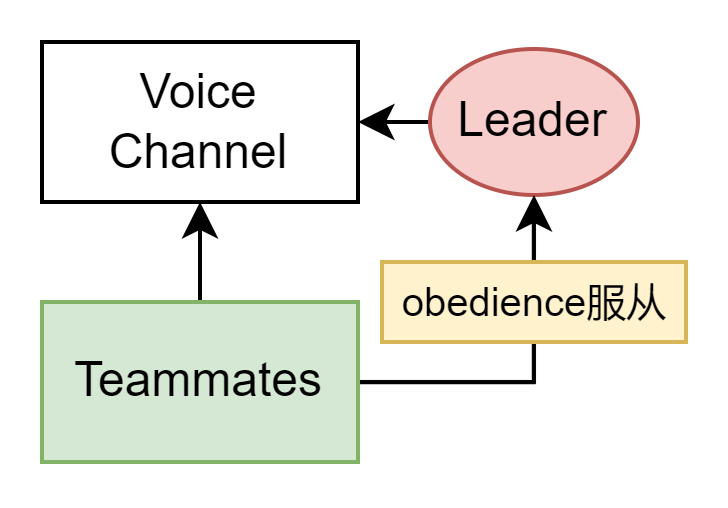 Voice
Channel
Leader
obedience服从
Teammates